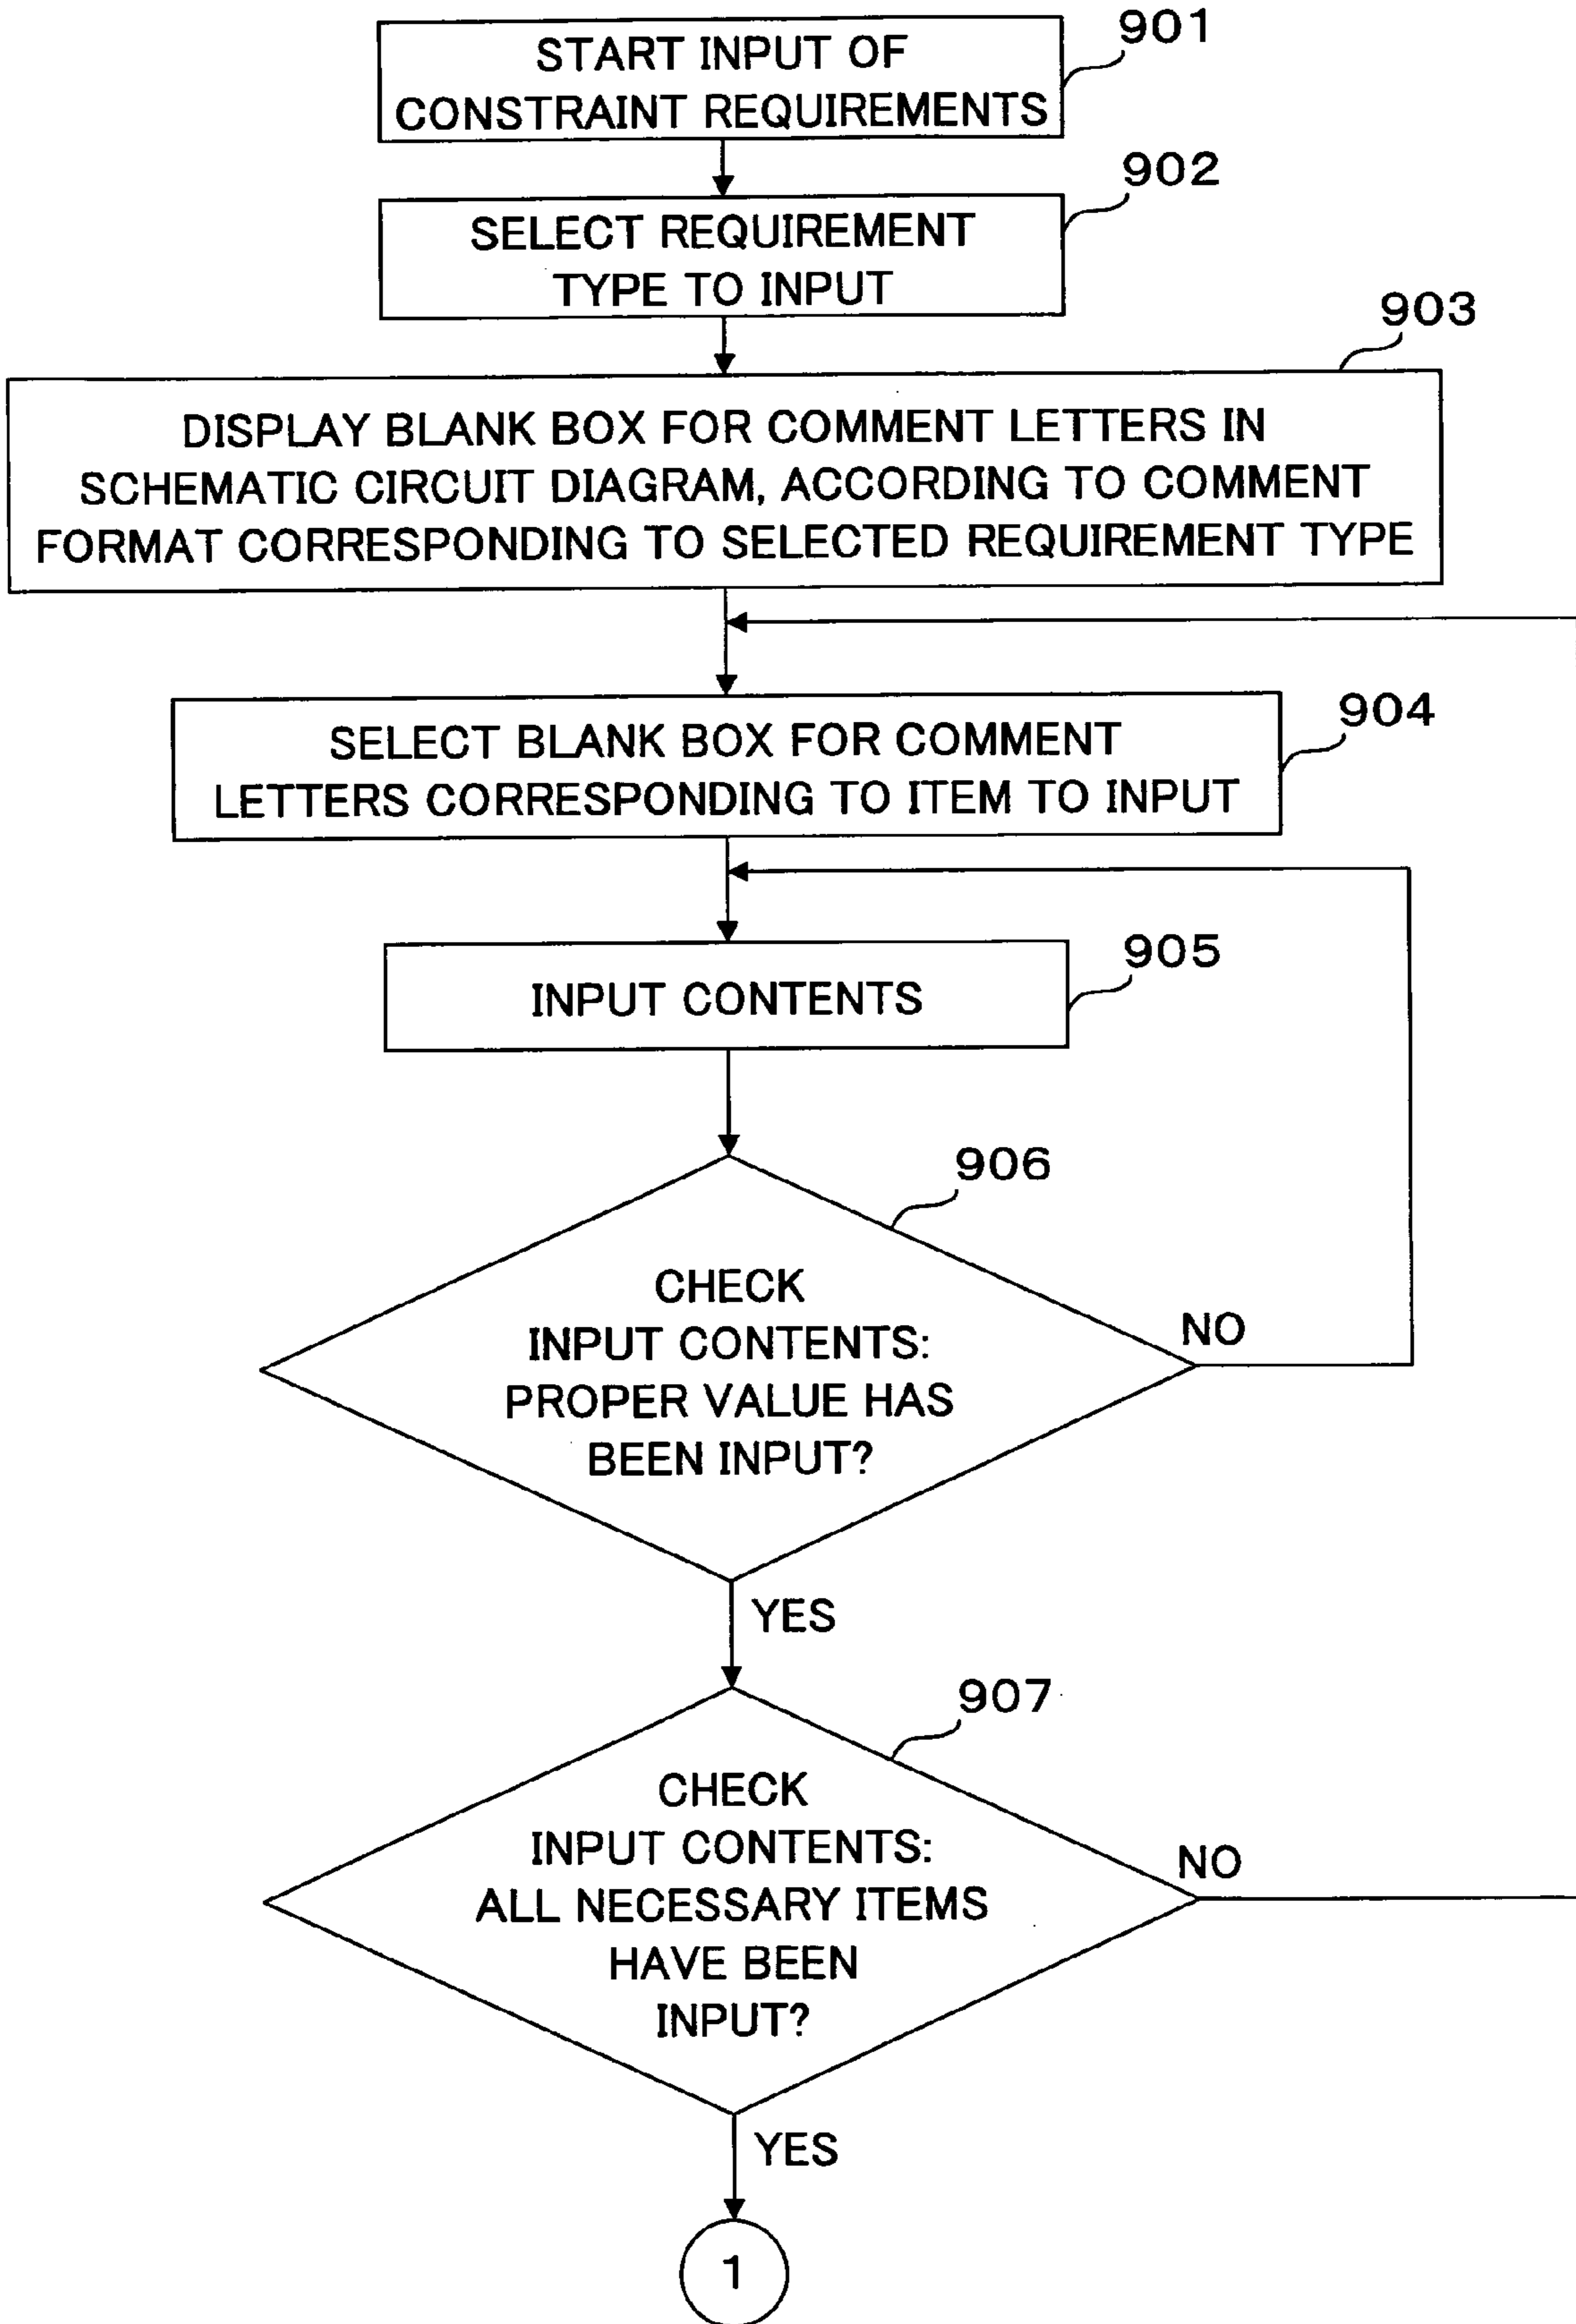 901
START INPUT OF
CONSTRAINT REQUIREMENTS
902
SELECT REQUIREMENT
TYPE TO INPUT
903
DISPLAY BLANK BOX FOR COMMENT LETTERS IN
SCHEMATIC CIRCUIT DIAGRAM, ACCORDING TO COMMENT
FORMAT CORRESPONDING TO SELECTED REQUIREMENT TYPE
904
SELECT BLANK BOX FOR COMMENT
LETTERS CORRESPONDING TO ITEM TO INPUT
905
INPUT CONTENTS
906
CHECK
INPUT CONTENTS:
PROPER VALUE HAS
BEEN INPUT?
NO
YES
907
CHECK
INPUT CONTENTS:
ALL NECESSARY ITEMS
HAVE BEEN
INPUT?
NO
YES
1